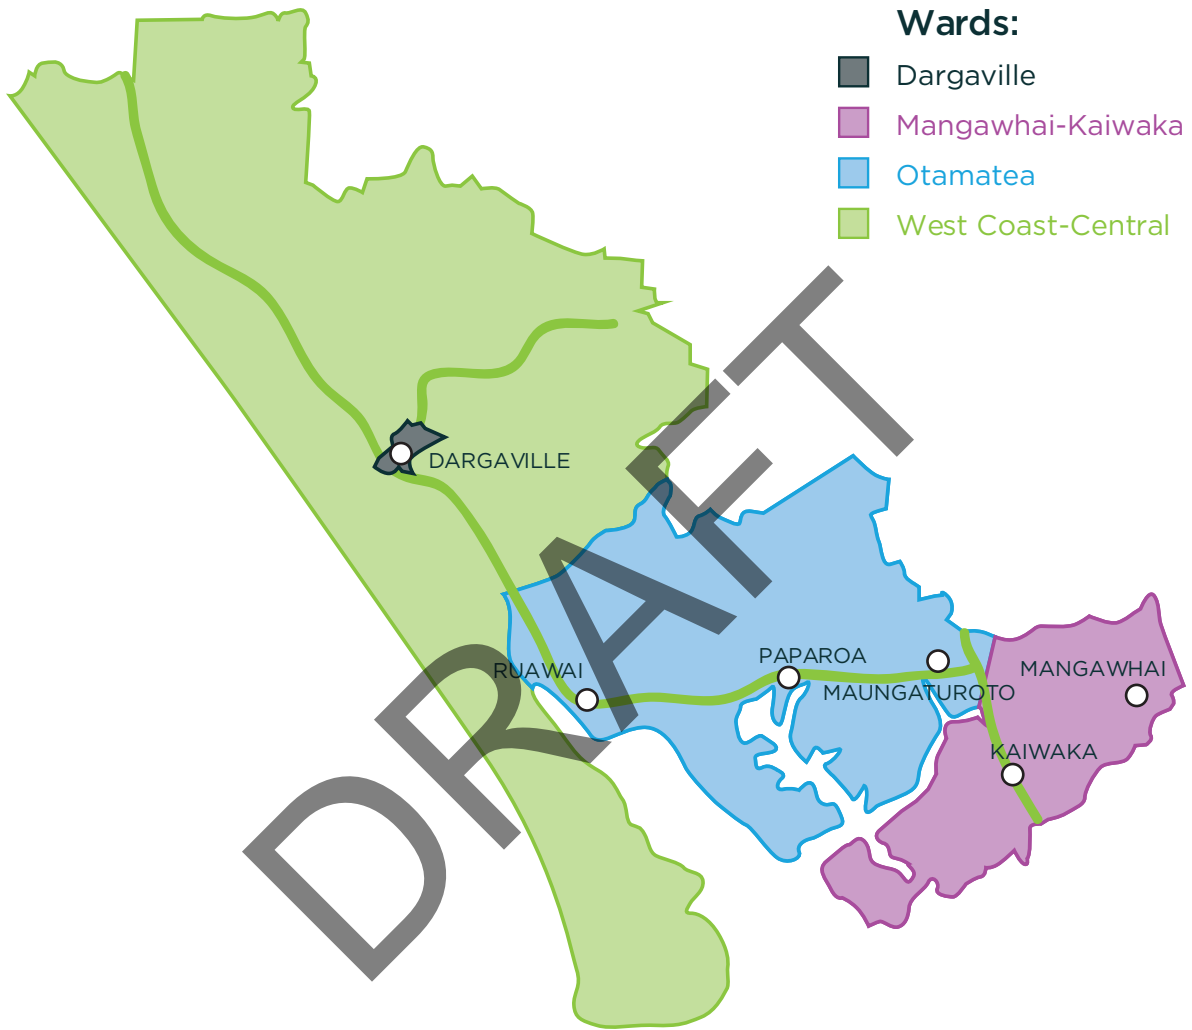 Wards:
Dargaville
Mangawhai-Kaiwaka
Otamatea
West Coast-Central
DRAFT
DARGAVILLE
RUAWAI
PAPAROA
MAUNGATUROTO
MANGAWHAI
KAIWAKA